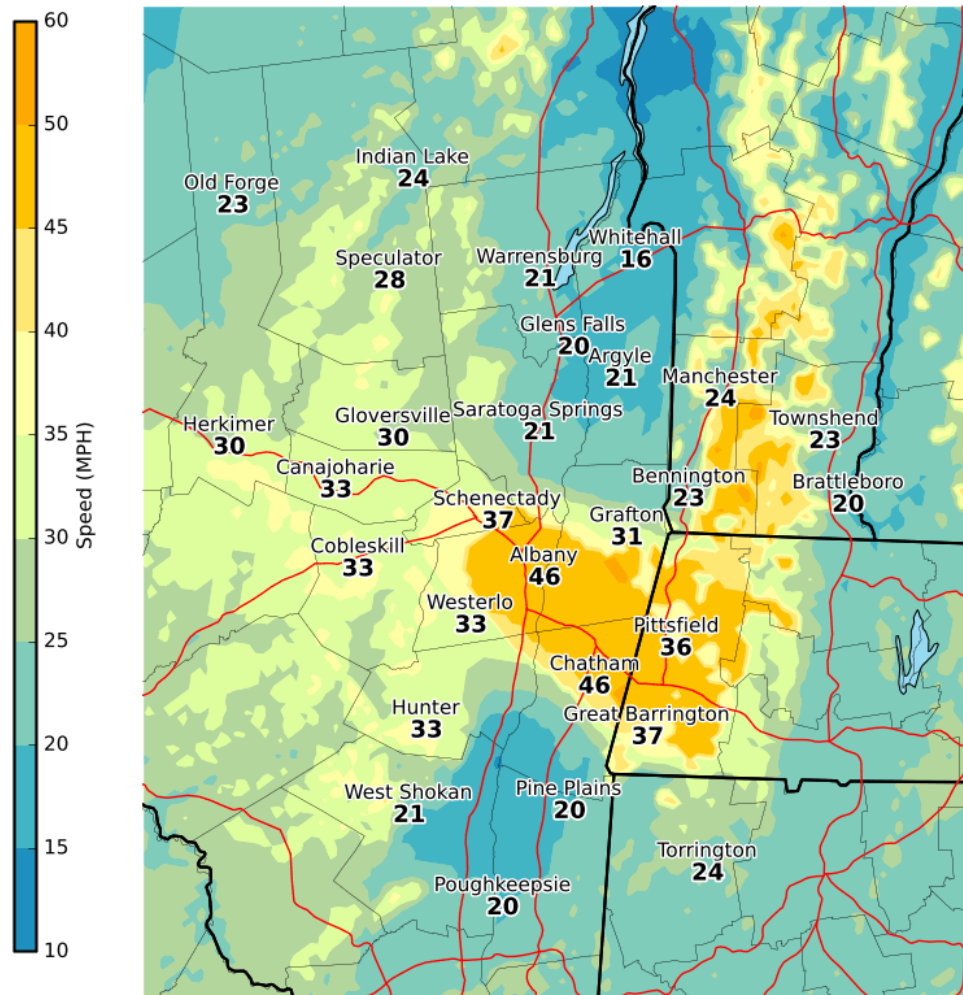 60
50
45
40
35
30
25
20
15
10
Speed (MPH)
Indian Lake
24
Old Forge
23
Whitehall
16
Speculator
28
Warrensburg
21
Glens Falls
20
Argyle
21
Manchester
24
Herkimer
30
Gloversville
30
Saratoga Springs
21
Townshend
23
Canajoharie
33
Bennington
23
Brattleboro
20
Schenectady
37
Grafton
31
Cobleskill
33
Albany
46
Westerlo
33
Pittsfield
36
Chatham
46
Hunter
33
Great Barrington
37
West Shokan
21
Pine Plains
20
Torrington
24
Poughkeepsie
20